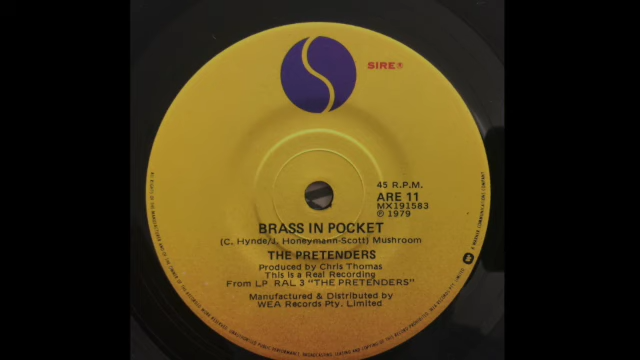 SIRE®
45 R.P.M.
ARE 11
MX191583
℗ 1979
BRASS IN POCKET
(C. Hynde/J. Honeymann-Scott) Mushroom
THE PRETENDERS
Produced by Chris Thomas
This is a Real Recording
From LP RAL 3 "THE PRETENDERS"
Manufactured & Distributed by
WEA Records Pty. Limited